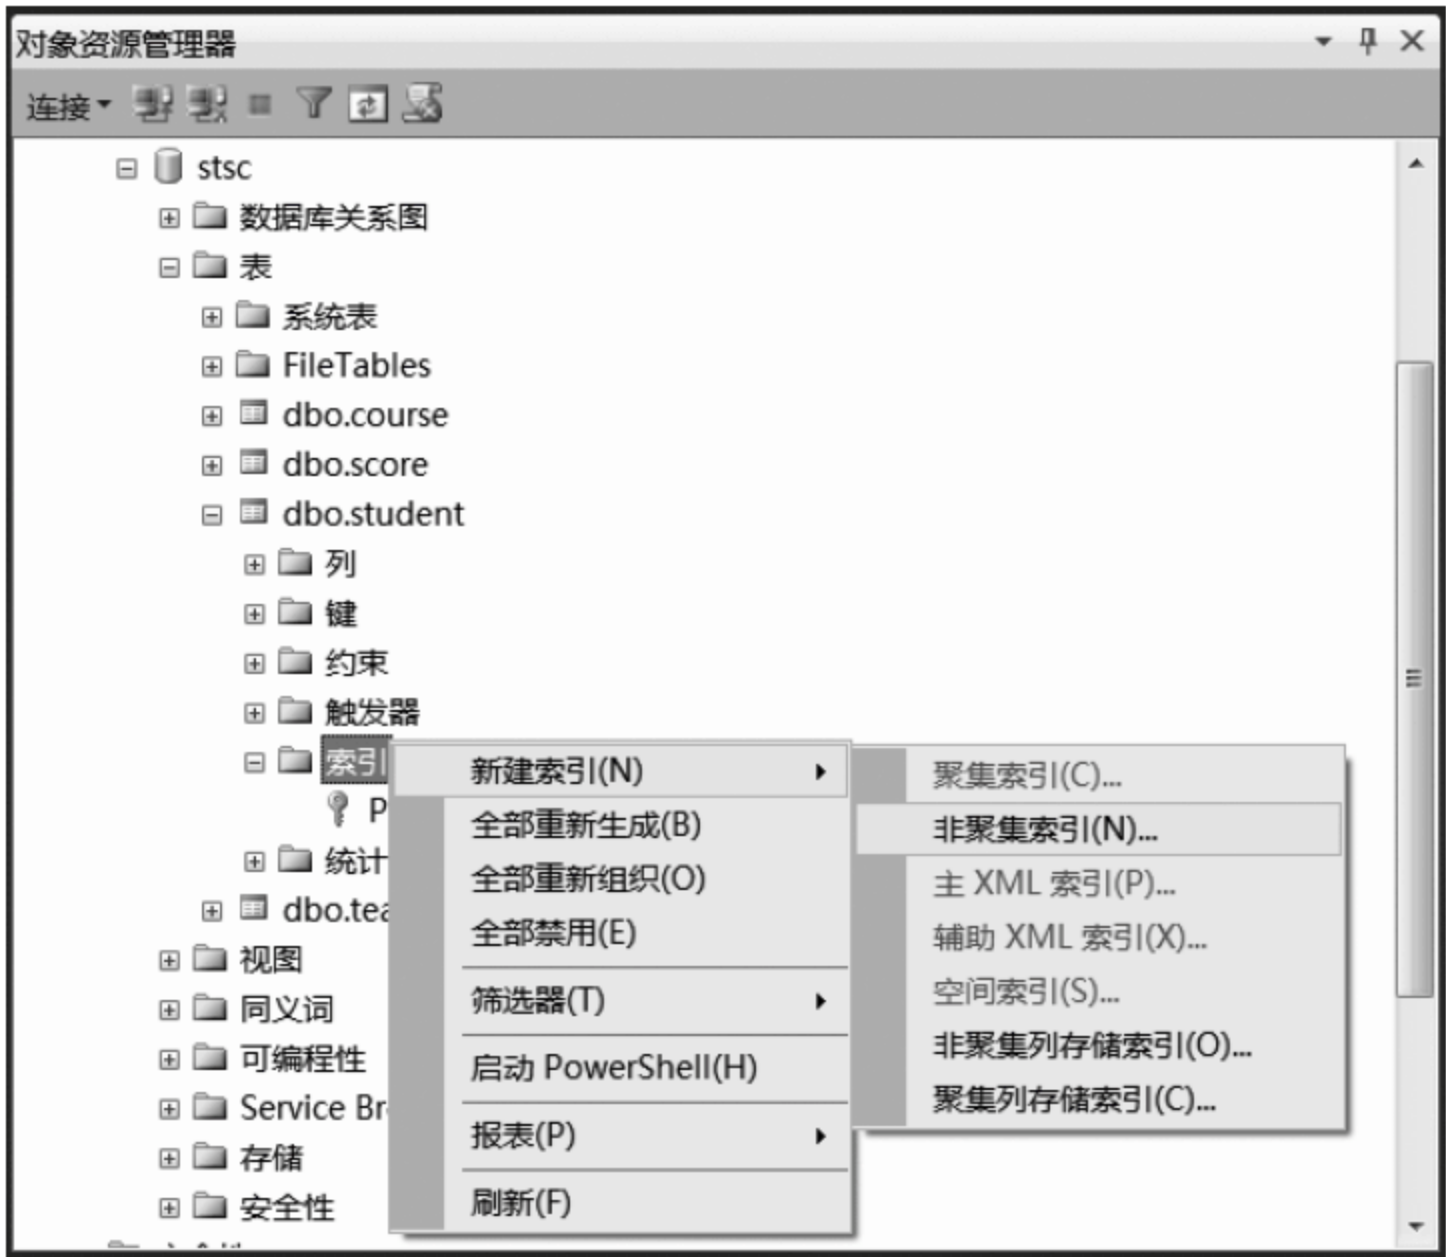 对象资源管理器
连接
stsc
数据库关系图
表
系统表
FileTables
dbo.course
dbo.score
dbo.student
列
键
约束
触发器
索引
P
统计
dbo.tea
视图
同义词
可编程性
Service Br
存储
安全性
新建索引(N)
全部重新生成(B)
全部重新组织(O)
全部禁用(E)
筛选器(T)
启动 PowerShell(H)
报表(P)
刷新(F)
聚集索引(C)...
非聚集索引(N)...
主 XML 索引(P)...
辅助 XML 索引(X)...
空间索引(S)...
非聚集列存储索引(O)...
聚集列存储索引(C)...